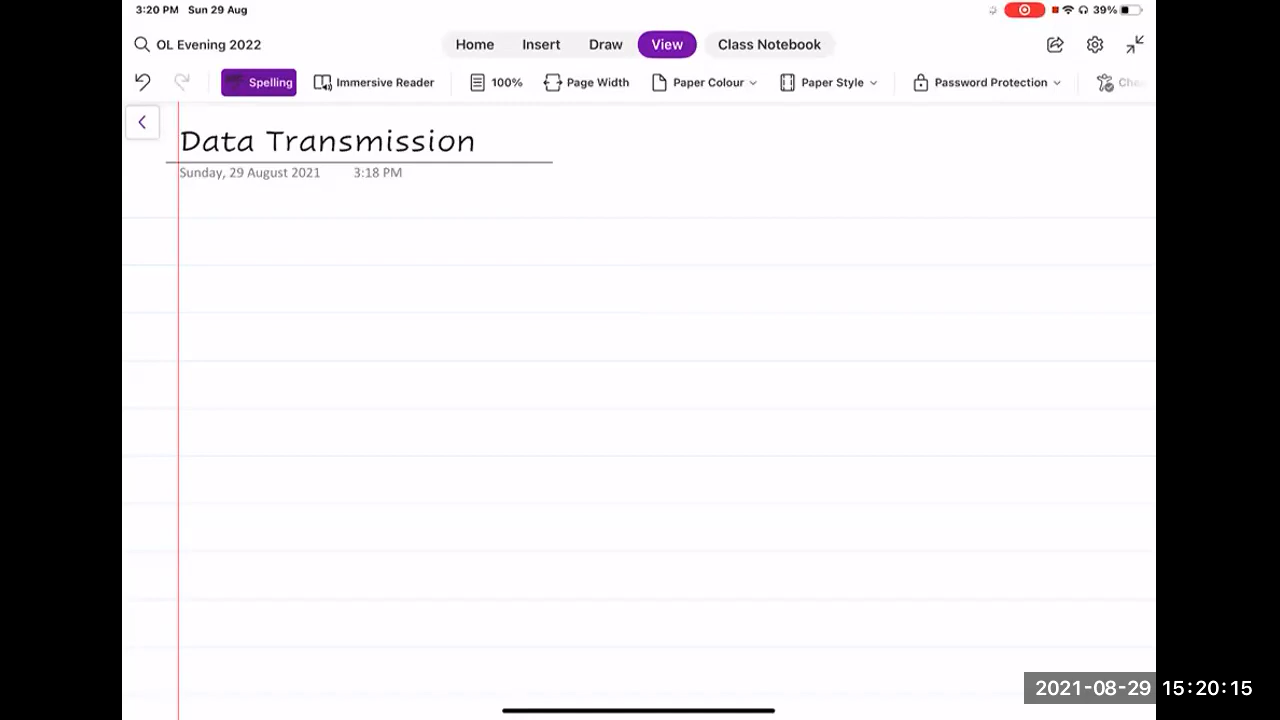 3:20 PM Sun 29 Aug 39%
OL Evening 2022 Home Insert Draw View Class Notebook
Spelling Immersive Reader 100% Page Width Paper Colour Paper Style Password Protection
Data Transmission
Sunday, 29 August 2021 3:18 PM
2021-08-29 15:20:15